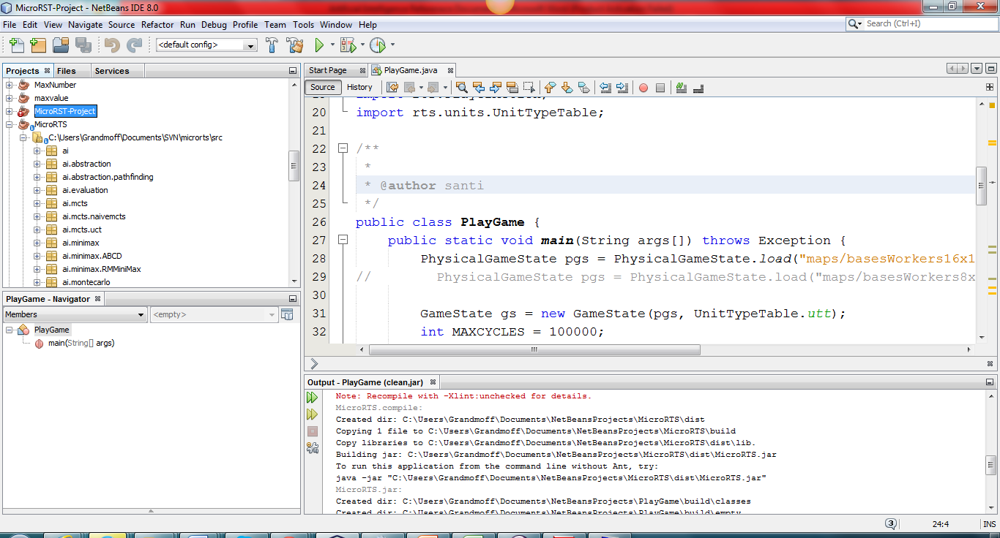 MicroRST-Project - NetBeans IDE 8.0
File Edit View Navigate Source Refactor Run Debug Profile Team Tools Window Help
Search (Ctrl+I)
<default config>
Projects Files Services
MaxNumber
maxvalue
MicroRST-Project
MicroRTS
C:\Users\Grandmoff\Documents\SVN\microrts\src
ai
ai.abstraction
ai.abstraction.pathfinding
ai.evaluation
ai.mcts
ai.mcts.naivemcts
ai.mcts.uct
ai.minimax
ai.minimax.ABCD
ai.minimax.RMMiniMax
ai.montecarlo
PlayGame - Navigator
Members <empty>
PlayGame
main(String[] args)
Start Page PlayGame.java
Source History
20 import rts.units.UnitTypeTable;
21
22 /**
23 *
24 * @author santi
25 */
26 public class PlayGame {
27 public static void main(String args[]) throws Exception {
28 PhysicalGameState pgs = PhysicalGameState.load("maps/basesWorkers16x1
29 // PhysicalGameState pgs = PhysicalGameState.load("maps/basesWorkers8x
30
31 GameState gs = new GameState(pgs, UnitTypeTable.utt);
32 int MAXCYCLES = 100000;
Output - PlayGame (clean,jar)
Note: Recompile with -Xlint:unchecked for details.
MicroRTS.compile:
Created dir: C:\Users\Grandmoff\Documents\NetBeansProjects\MicroRTS\dist
Copying 1 file to C:\Users\Grandmoff\Documents\NetBeansProjects\MicroRTS\build
Copy libraries to C:\Users\Grandmoff\Documents\NetBeansProjects\MicroRTS\dist\lib.
Building jar: C:\Users\Grandmoff\Documents\NetBeansProjects\MicroRTS\dist\MicroRTS.jar
To run this application from the command line without Ant, try:
java -jar "C:\Users\Grandmoff\Documents\NetBeansProjects\MicroRTS\dist\MicroRTS.jar"
MicroRTS.jar:
Created dir: C:\Users\Grandmoff\Documents\NetBeansProjects\PlayGame\build\classes
Created dir: C:\Users\Grandmoff\Documents\NetBeansProjects\PlayGame\build\empty
3 24:4 INS